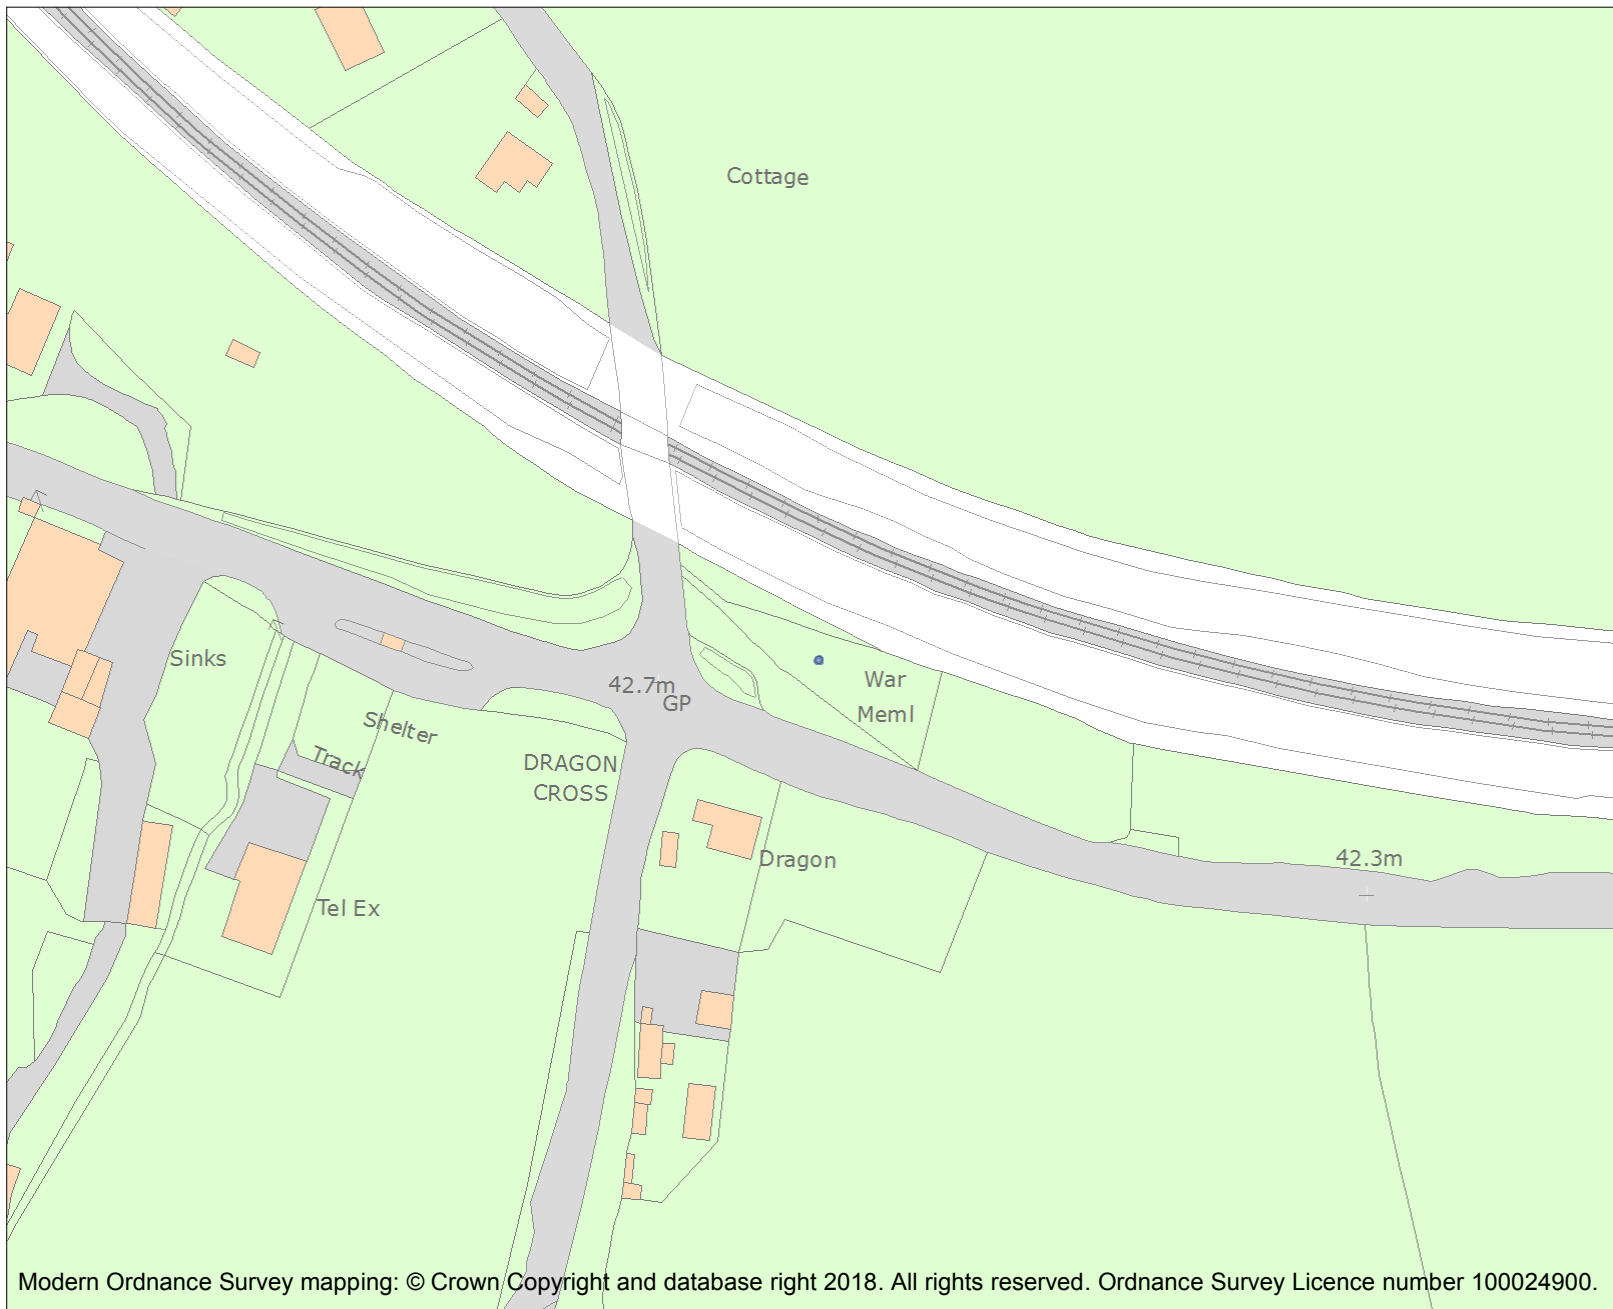 Cottage
Sinks
War
Meml
42.7m
GP
Shelter
Track
DRAGON
CROSS
Dragon
42.3m
Tel Ex
Modern Ordnance Survey mapping: © Crown Copyright and database right 2018. All rights reserved. Ordnance Survey Licence number 100024900.